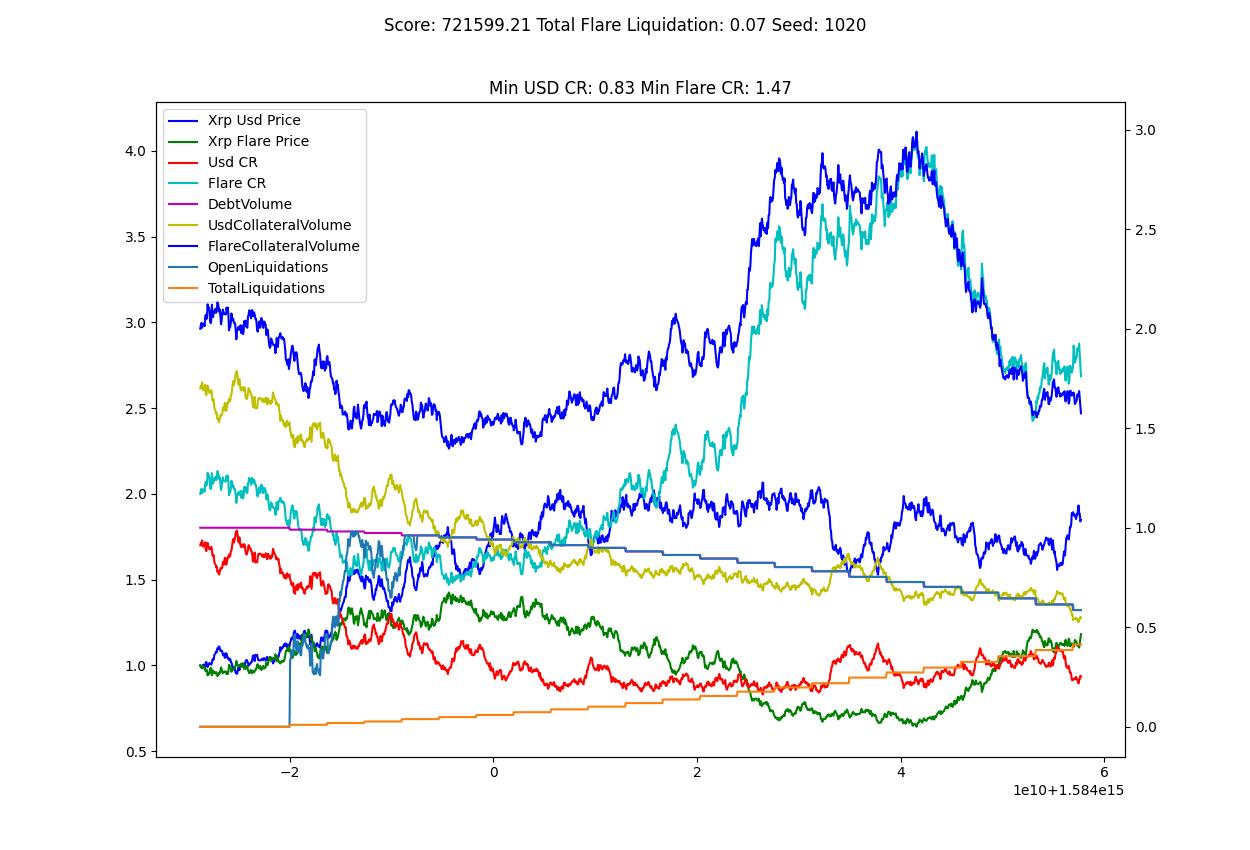 Score: 721599.21 Total Flare Liquidation: 0.07 Seed: 1020
Min USD CR: 0.83 Min Flare CR: 1.47
Xrp Usd Price
Xrp Flare Price
Usd CR
Flare CR
DebtVolume
UsdCollateralVolume
FlareCollateralVolume
OpenLiquidations
TotalLiquidations
4.0
3.5
3.0
2.5
2.0
1.5
1.0
0.5
3.0
2.5
2.0
1.5
1.0
0.5
0.0
−2 0 2 4 6
1e10+1.584e15